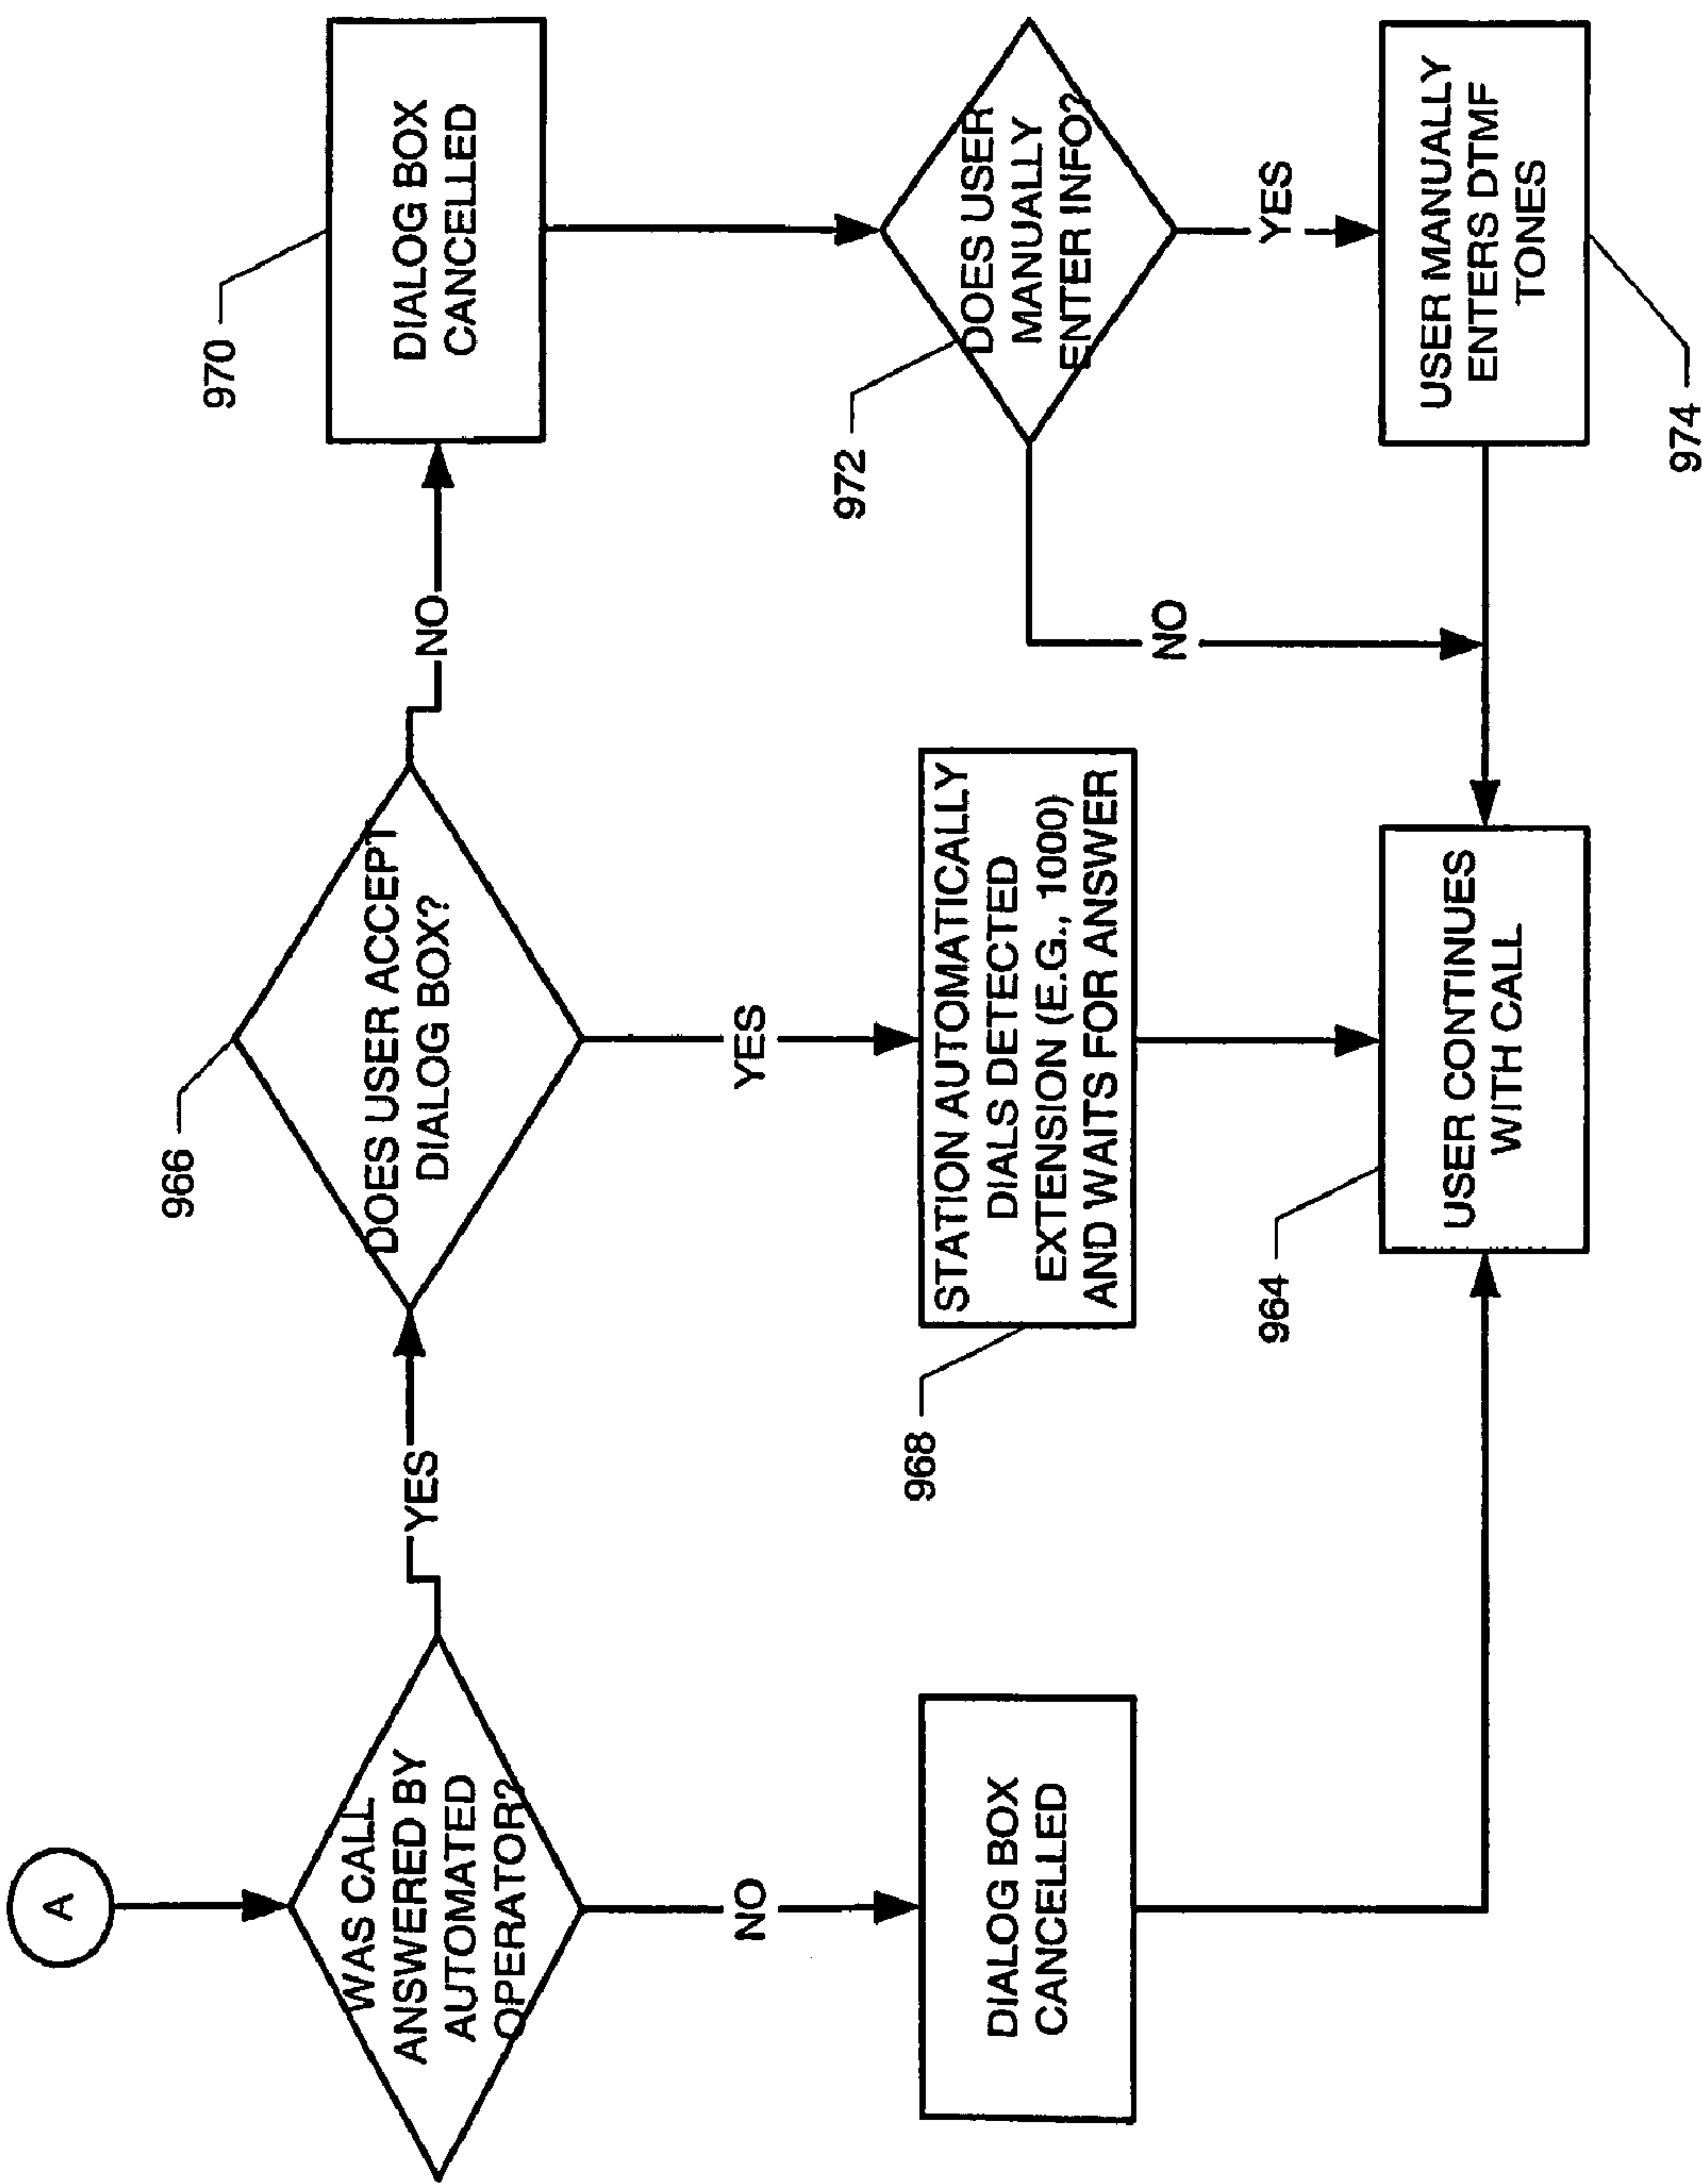 A
WAS CALL
ANSWERED BY
AUTOMATED
OPERATOR?
YES
NO
DIALOG BOX
CANCELLED
966
DOES USER ACCEPT
DIALOG BOX?
NO
YES
968
STATION AUTOMATICALLY
DIALS DETECTED
EXTENSION (E.G., 1000)
AND WAITS FOR ANSWER
964
USER CONTINUES
WITH CALL
970
DIALOG BOX
CANCELLED
972
DOES USER
MANUALLY
ENTER INFO?
NO
YES
USER MANUALLY
ENTERS DTMF
TONES
974